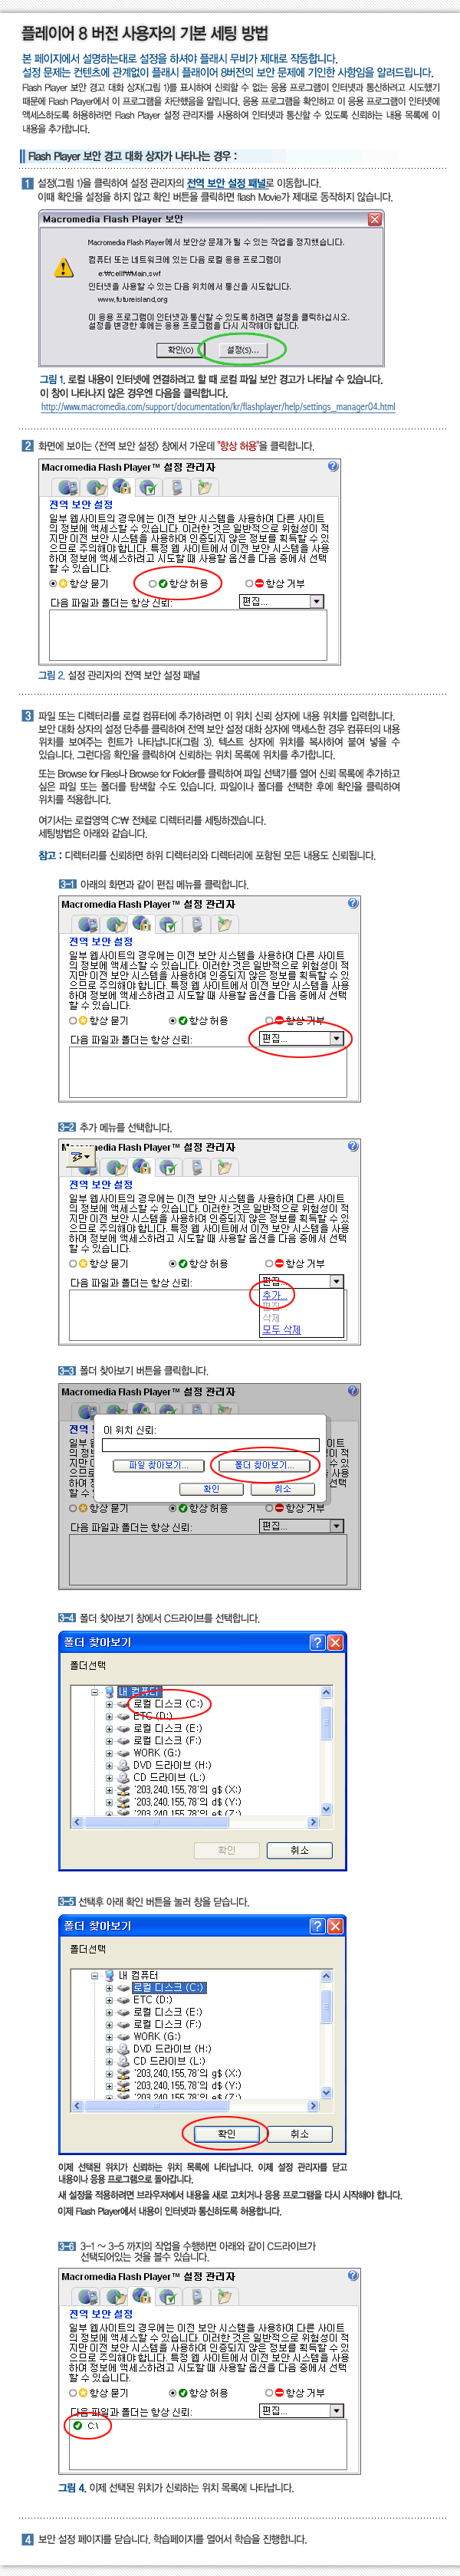 플레이어 8 버전 사용자의 기본 세팅 방법
본 페이지에서 설명하는대로 설정을 하셔야 플래시 무비가 제대로 작동합니다.
설정 문제는 컨텐츠에 관계없이 플래시 플레이어 8버전의 보안 문제에 기인한 사항임을 알려드립니다.
Flash Player 보안 경고 대화 상자(그림 1)를 표시하여 신뢰할 수 없는 응용 프로그램이 인터넷과 통신하려고 시도했기
때문에 Flash Player에서 이 프로그램을 차단했음을 알립니다. 응용 프로그램을 확인하고 이 응용 프로그램이 인터넷에
액세스하도록 허용하려면 Flash Player 설정 관리자를 사용하여 인터넷과 통신할 수 있도록 신뢰하는 내용 목록에 이
내용을 추가합니다.
Flash Player 보안 경고 대화 상자가 나타나는 경우 :
1 설정(그림 1)을 클릭하여 설정 관리자의 전역 보안 설정 패널로 이동합니다.
이때 확인을 설정을 하지 않고 확인 버튼을 클릭하면 flash Movie가 제대로 동작하지 않습니다.
Macromedia Flash Player 보안
Macromedia Flash Player에서 보안상 문제가 될 수 있는 작업을 정지했습니다.
컴퓨터 또는 네트워크에 있는 다음 로컬 응용 프로그램이
e:₩cell₩Main.swf
인터넷을 사용할 수 있는 다음 위치에서 통신을 시도합니다.
www.futureisland.org
이 응용 프로그램이 인터넷과 통신할 수 있도록 하려면 설정을 클릭하십시오.
설정을 변경한 후에는 응용 프로그램을 다시 시작해야 합니다.
확인(O) 설정(S)...
그림 1. 로컬 내용이 인터넷에 연결하려고 할 때 로컬 파일 보안 경고가 나타날 수 있습니다.
이 창이 나타나지 않은 경우엔 다음을 클릭합니다.
http://www.macromedia.com/support/documentation/kr/flashplayer/help/settings_manager04.html
2 화면에 보이는 <전역 보안 설정> 창에서 가운데 "항상 허용"을 클릭합니다.
Macromedia Flash Player™ 설정 관리자
전역 보안 설정
일부 웹사이트의 경우에는 이전 보안 시스템을 사용하여 다른 사이트
의 정보에 액세스할 수 있습니다. 이러한 것은 일반적으로 위험성이 적
지만 이전 보안 시스템을 사용하여 인증되지 않은 정보를 획득할 수 있
으므로 주의해야 합니다. 특정 웹 사이트에서 이전 보안 시스템을 사용
하여 정보에 액세스하려고 시도할 때 사용할 옵션을 다음 중에서 선택
할 수 있습니다.
항상 묻기 항상 허용 항상 거부
다음 파일과 폴더는 항상 신뢰: 편집...
그림 2. 설정 관리자의 전역 보안 설정 패널
3 파일 또는 디렉터리를 로컬 컴퓨터에 추가하려면 이 위치 신뢰 상자에 내용 위치를 입력합니다.
보안 대화 상자의 설정 단추를 클릭하여 전역 보안 설정 대화 상자에 액세스한 경우 컴퓨터의 내용
위치를 보여주는 힌트가 나타납니다(그림 3). 텍스트 상자에 위치를 복사하여 붙여 넣을 수
있습니다. 그런다음 확인을 클릭하여 신뢰하는 위치 목록에 위치를 추가합니다.
또는 Browse for Files나 Browse for Folder를 클릭하여 파일 선택기를 열어 신뢰 목록에 추가하고
싶은 파일 또는 폴더를 탐색할 수도 있습니다. 파일이나 폴더를 선택한 후에 확인을 클릭하여
위치를 적용합니다.
여기서는 로컬영역 C:₩ 전체로 디렉터리를 세팅하겠습니다.
세팅방법은 아래와 같습니다.
참고 : 디렉터리를 신뢰하면 하위 디렉터리와 디렉터리에 포함된 모든 내용도 신뢰됩니다.
3-1 아래의 화면과 같이 편집 메뉴를 클릭합니다.
Macromedia Flash Player™ 설정 관리자
전역 보안 설정
일부 웹사이트의 경우에는 이전 보안 시스템을 사용하여 다른 사이트
의 정보에 액세스할 수 있습니다. 이러한 것은 일반적으로 위험성이 적
지만 이전 보안 시스템을 사용하여 인증되지 않은 정보를 획득할 수 있
으므로 주의해야 합니다. 특정 웹 사이트에서 이전 보안 시스템을 사용
하여 정보에 액세스하려고 시도할 때 사용할 옵션을 다음 중에서 선택
할 수 있습니다.
항상 묻기 항상 허용 항상 거부
다음 파일과 폴더는 항상 신뢰: 편집...
3-2 추가 메뉴를 선택합니다.
Macromedia Flash Player™ 설정 관리자
전역 보안 설정
일부 웹사이트의 경우에는 이전 보안 시스템을 사용하여 다른 사이트
의 정보에 액세스할 수 있습니다. 이러한 것은 일반적으로 위험성이 적
지만 이전 보안 시스템을 사용하여 인증되지 않은 정보를 획득할 수 있
으므로 주의해야 합니다. 특정 웹 사이트에서 이전 보안 시스템을 사용
하여 정보에 액세스하려고 시도할 때 사용할 옵션을 다음 중에서 선택
할 수 있습니다.
항상 묻기 항상 허용 항상 거부
다음 파일과 폴더는 항상 신뢰: 편집...
추가...
편집...
삭제
모두 삭제
3-3 폴더 찾아보기 버튼을 클릭합니다.
Macromedia Flash Player™ 설정 관리자
이 위치 신뢰:
파일 찾아보기... 폴더 찾아보기...
확인 취소
항상 묻기 항상 허용 항상 거부
다음 파일과 폴더는 항상 신뢰: 편집...
3-4 폴더 찾아보기 창에서 C드라이브를 선택합니다.
폴더 찾아보기
폴더선택
내 컴퓨터
로컬 디스크 (C:)
ETC (D:)
로컬 디스크 (E:)
로컬 디스크 (F:)
WORK (G:)
DVD 드라이브 (H:)
CD 드라이브 (L:)
'203.240.155.78'의 g$ (X:)
'203.240.155.78'의 d$ (Y:)
'203.240.155.78'의 e$ (Z:)
확인 취소
3-5 선택후 아래 확인 버튼을 눌러 창을 닫습니다.
폴더 찾아보기
폴더선택
내 컴퓨터
로컬 디스크 (C:)
ETC (D:)
로컬 디스크 (E:)
로컬 디스크 (F:)
WORK (G:)
DVD 드라이브 (H:)
CD 드라이브 (L:)
'203.240.155.78'의 g$ (X:)
'203.240.155.78'의 d$ (Y:)
'203.240.155.78'의 e$ (Z:)
확인 취소
이제 선택된 위치가 신뢰하는 위치 목록에 나타납니다. 이제 설정 관리자를 닫고
내용이나 응용 프로그램으로 돌아갑니다.
새 설정을 적용하려면 브라우저에서 내용을 새로 고치거나 응용 프로그램을 다시 시작해야 합니다.
이제 Flash Player에서 내용이 인터넷과 통신하도록 허용합니다.
3-6 3-1 ~ 3-5 까지의 작업을 수행하면 아래와 같이 C드라이브가
선택되어있는 것을 볼수 있습니다.
Macromedia Flash Player™ 설정 관리자
전역 보안 설정
일부 웹사이트의 경우에는 이전 보안 시스템을 사용하여 다른 사이트
의 정보에 액세스할 수 있습니다. 이러한 것은 일반적으로 위험성이 적
지만 이전 보안 시스템을 사용하여 인증되지 않은 정보를 획득할 수 있
으므로 주의해야 합니다. 특정 웹 사이트에서 이전 보안 시스템을 사용
하여 정보에 액세스하려고 시도할 때 사용할 옵션을 다음 중에서 선택
할 수 있습니다.
항상 묻기 항상 허용 항상 거부
다음 파일과 폴더는 항상 신뢰: 편집...
C:\
그림 4. 이제 선택된 위치가 신뢰하는 위치 목록에 나타납니다.
4 보안 설정 페이지를 닫습니다. 학습페이지를 열어서 학습을 진행합니다.